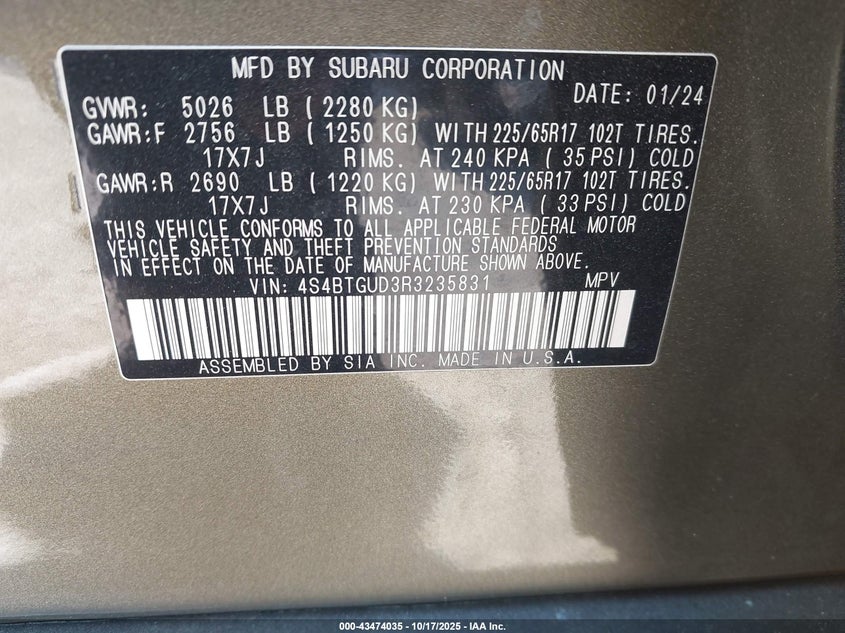 MFD BY SUBARU CORPORATION
DATE: 01/24
GVWR: 5026 LB ( 2280 KG)
GAWR:F 2756 LB ( 1250 KG) WITH 225/65R17 102T TIRES.
17X7J RIMS. AT 240 KPA ( 35 PSI) COLD
GAWR:R 2690 LB ( 1220 KG) WITH 225/65R17 102T TIRES.
17X7J RIMS. AT 230 KPA ( 33 PSI) COLD
THIS VEHICLE CONFORMS TO ALL APPLICABLE FEDERAL MOTOR
VEHICLE SAFETY AND THEFT PREVENTION STANDARDS
IN EFFECT ON THE DATE OF MANUFACTURE SHOWN ABOVE.
VIN: 4S4BTGUD3R3235831 MPV
ASSEMBLED BY SIA INC. MADE IN U.S.A.
000-43474035 - 10/17/2025 - IAA Inc.